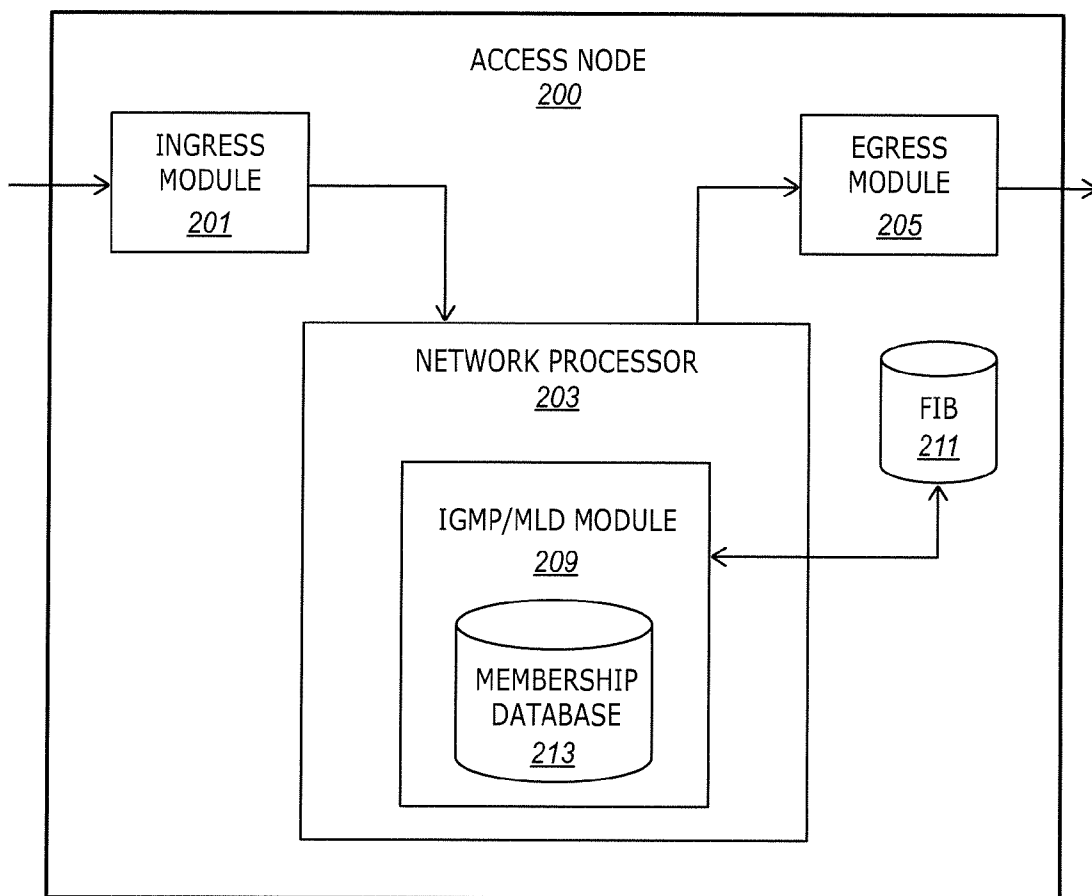 ACCESS NODE
200
INGRESS
MODULE
201
EGRESS
MODULE
205
NETWORK PROCESSOR
203
FIB
211
IGMP/MLD MODULE
209
MEMBERSHIP
DATABASE
213